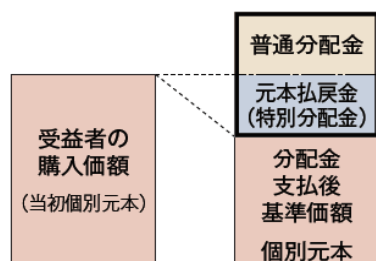 受益者の
購入価額
（当初個別元本）
普通分配金
元本払戻金
（特別分配金）
分配金
支払後
基準価額
個別元本